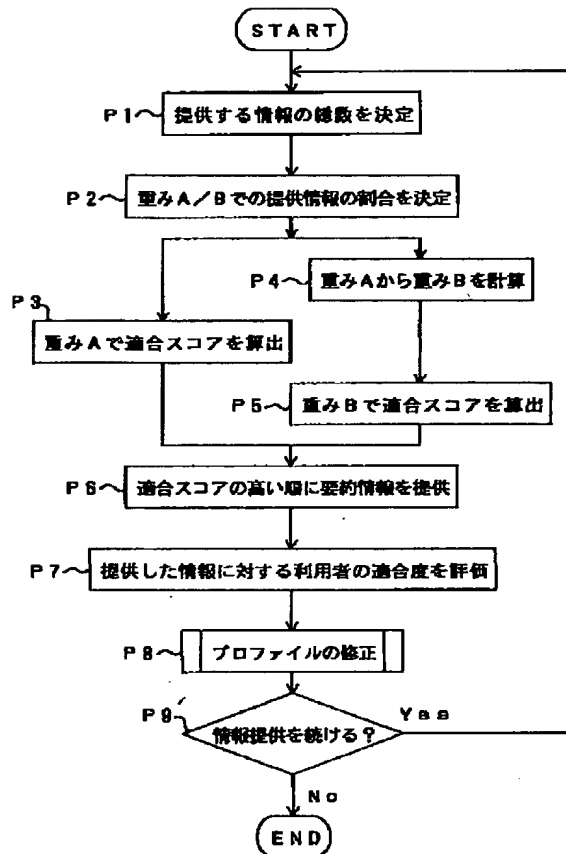 START
P1 提供する情報の総数を決定
P2 重みA/Bでの提供情報の割合を決定
P4 重みAから重みBを計算
P3
重みAで適合スコアを算出
P5 重みBで適合スコアを算出
P6 適合スコアの高い順に要約情報を提供
P7 提供した情報に対する利用者の適合度を評価
P8 プロファイルの修正
P9 情報提供を続ける? Yes
No
END